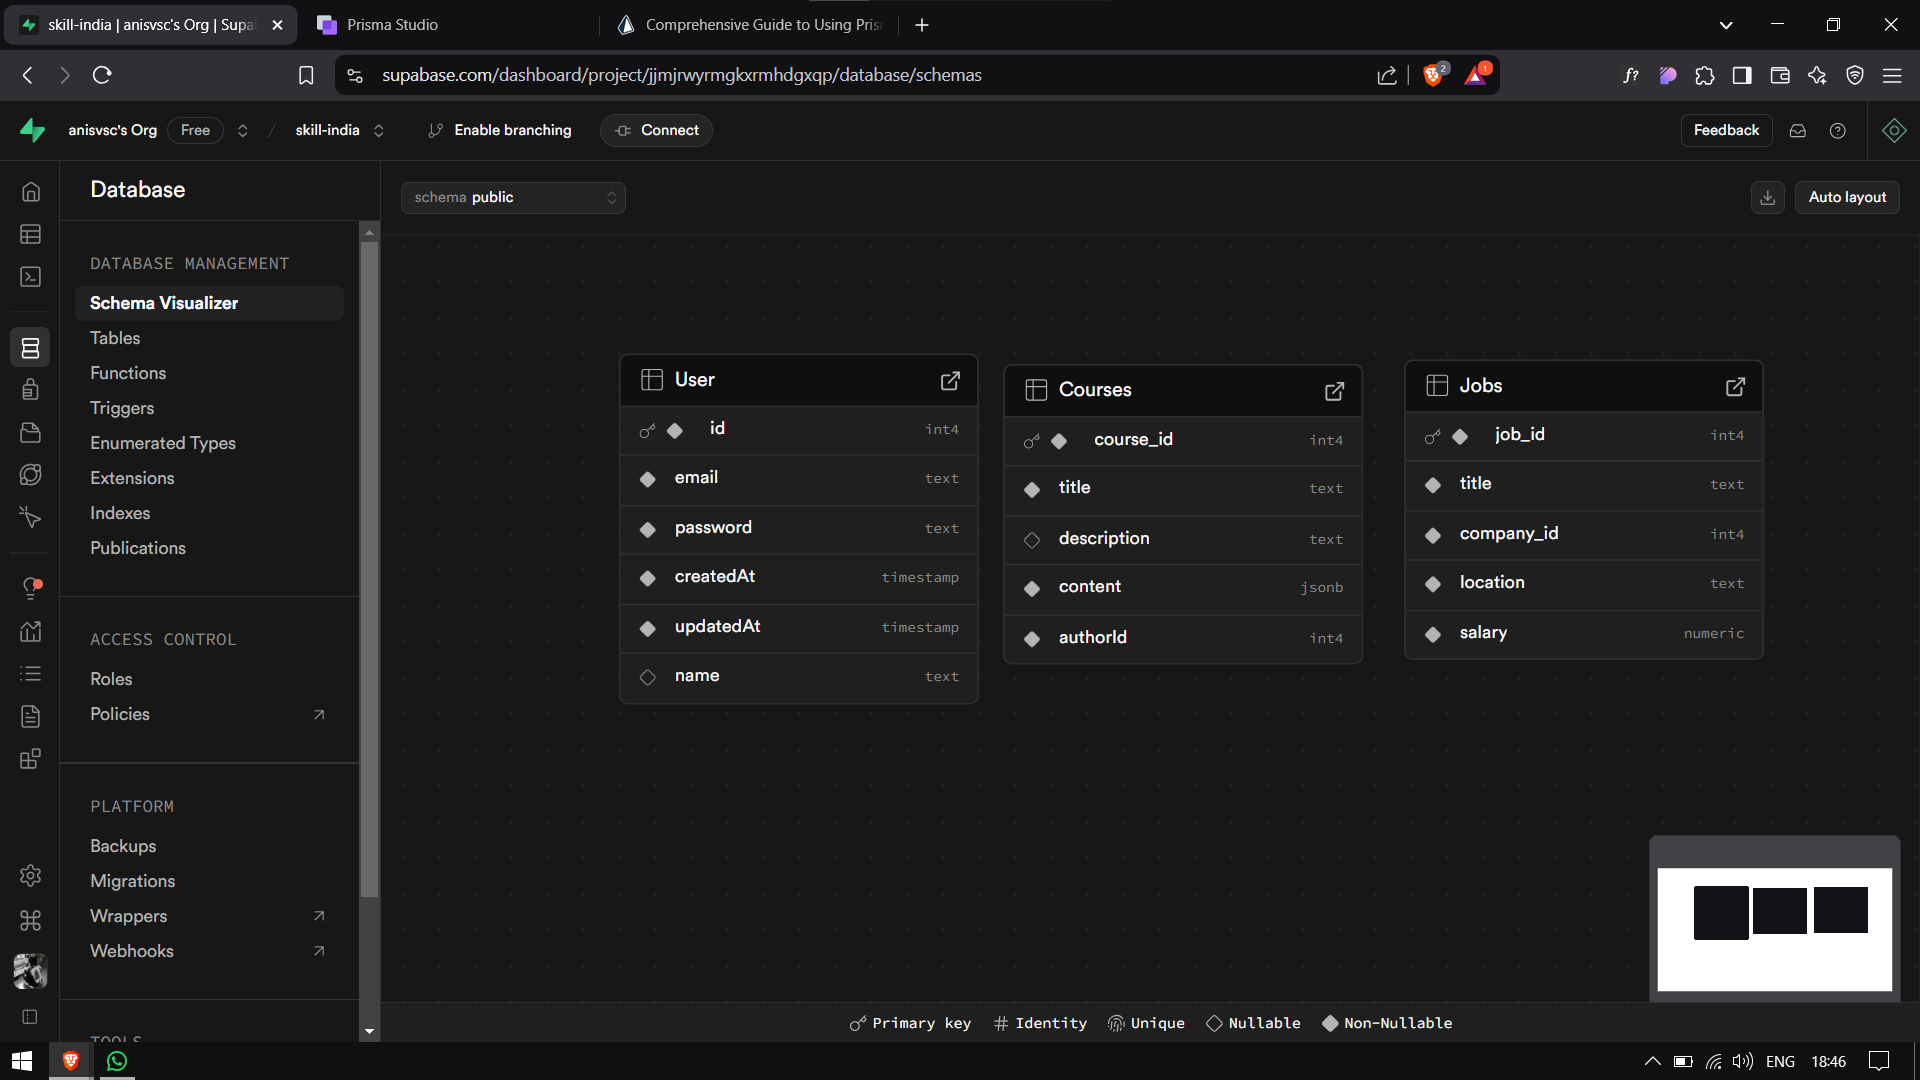 skill-india | anisvsc's Org | Supa
Prisma Studio
Comprehensive Guide to Using Pris
supabase.com/dashboard/project/jjmjrwyrmgkxrmhdgxqp/database/schemas
2
1
f?
anisvsc's Org
Free
/
skill-india
Enable branching
Connect
Feedback
Database
schema public
Auto layout
DATABASE MANAGEMENT
Schema Visualizer
Tables
Functions
Triggers
Enumerated Types
Extensions
Indexes
Publications
ACCESS CONTROL
Roles
Policies
PLATFORM
Backups
Migrations
Wrappers
Webhooks
TOOLS
User
id int4
email text
password text
createdAt timestamp
updatedAt timestamp
name text
Courses
course_id int4
title text
description text
content jsonb
authorId int4
Jobs
job_id int4
title text
company_id int4
location text
salary numeric
Primary key
Identity
Unique
Nullable
Non-Nullable
ENG
18:46